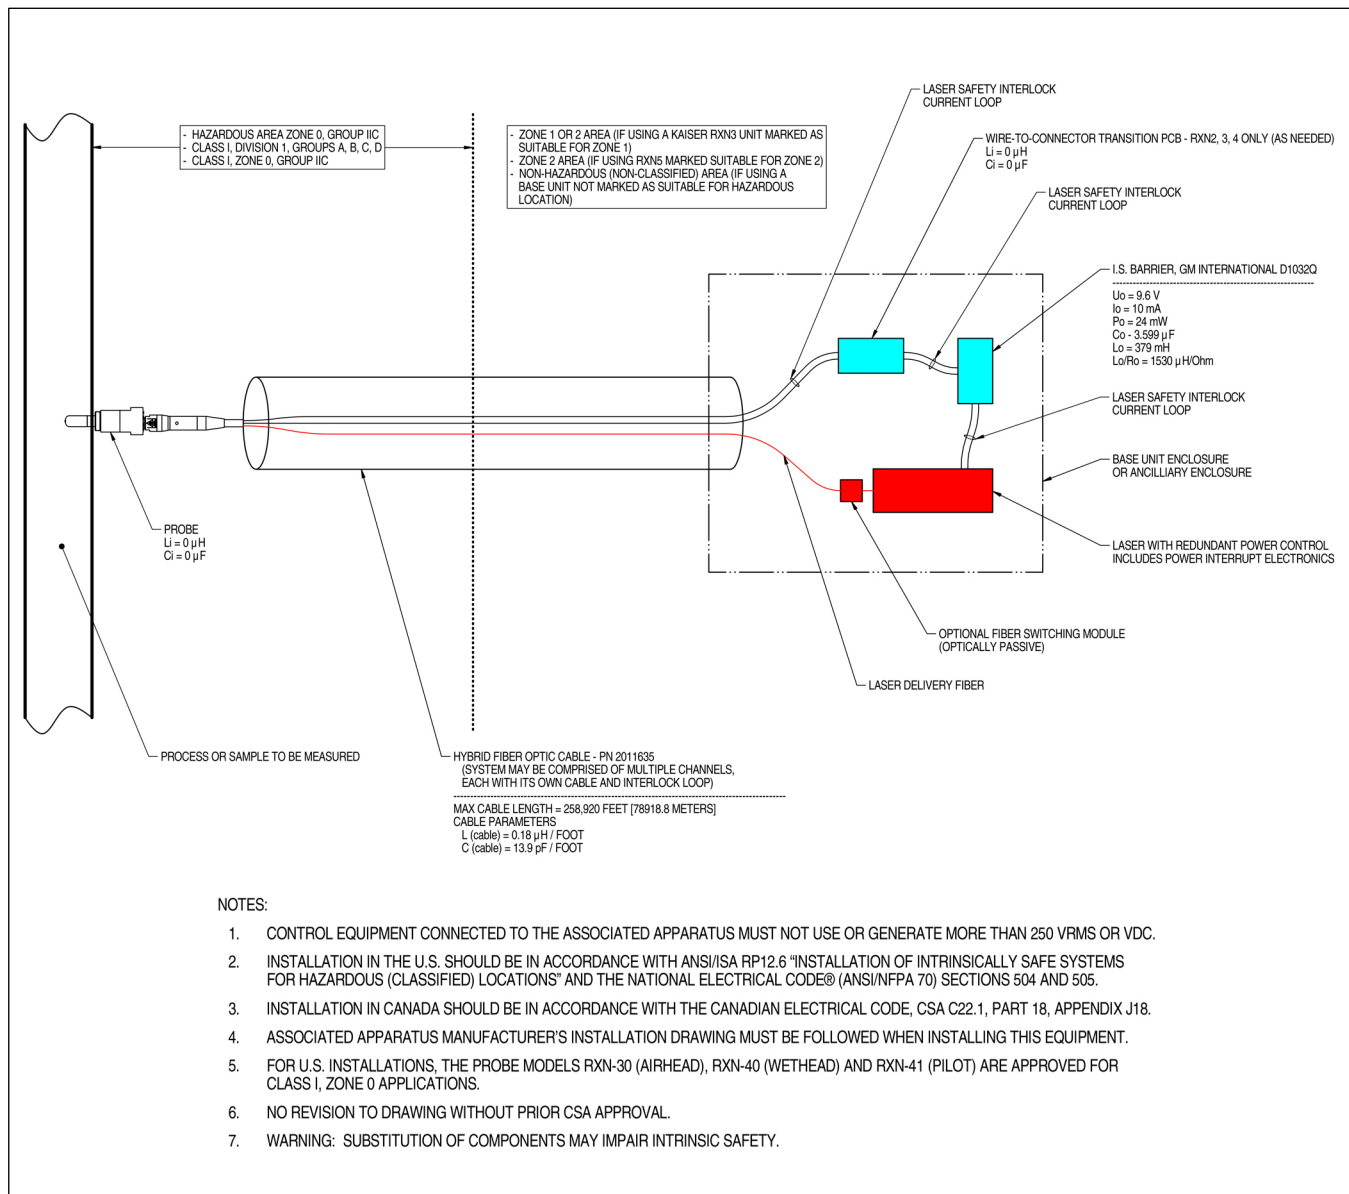 LASER SAFETY INTERLOCK
CURRENT LOOP
- HAZARDOUS AREA ZONE 0, GROUP IIC
- CLASS I, DIVISION 1, GROUPS A, B, C, D
- CLASS I, ZONE 0, GROUP IIC
- ZONE 1 OR 2 AREA (IF USING A KAISER RXN3 UNIT MARKED AS
SUITABLE FOR ZONE 1)
- ZONE 2 AREA (IF USING RXN5 MARKED SUITABLE FOR ZONE 2)
- NON-HAZARDOUS (NON-CLASSIFIED) AREA (IF USING A
BASE UNIT NOT MARKED AS SUITABLE FOR HAZARDOUS
LOCATION)
WIRE-TO-CONNECTOR TRANSITION PCB - RXN2, 3, 4 ONLY (AS NEEDED)
Li = 0 µH
Ci = 0 µF
LASER SAFETY INTERLOCK
CURRENT LOOP
I.S. BARRIER, GM INTERNATIONAL D1032Q
Uo = 9.6 V
Io = 10 mA
Po = 24 mW
Co - 3.599 µF
Lo = 379 mH
Lo/Ro = 1530 µH/Ohm
LASER SAFETY INTERLOCK
CURRENT LOOP
BASE UNIT ENCLOSURE
OR ANCILLIARY ENCLOSURE
PROBE
Li = 0 µH
Ci = 0 µF
LASER WITH REDUNDANT POWER CONTROL
INCLUDES POWER INTERRUPT ELECTRONICS
OPTIONAL FIBER SWITCHING MODULE
(OPTICALLY PASSIVE)
LASER DELIVERY FIBER
PROCESS OR SAMPLE TO BE MEASURED
HYBRID FIBER OPTIC CABLE - PN 2011635
(SYSTEM MAY BE COMPRISED OF MULTIPLE CHANNELS,
EACH WITH ITS OWN CABLE AND INTERLOCK LOOP)
MAX CABLE LENGTH = 258,920 FEET [78918.8 METERS]
CABLE PARAMETERS
L (cable) = 0.18 µH / FOOT
C (cable) = 13.9 pF / FOOT
NOTES:
1. CONTROL EQUIPMENT CONNECTED TO THE ASSOCIATED APPARATUS MUST NOT USE OR GENERATE MORE THAN 250 VRMS OR VDC.
2. INSTALLATION IN THE U.S. SHOULD BE IN ACCORDANCE WITH ANSI/ISA RP12.6 “INSTALLATION OF INTRINSICALLY SAFE SYSTEMS
FOR HAZARDOUS (CLASSIFIED) LOCATIONS” AND THE NATIONAL ELECTRICAL CODE® (ANSI/NFPA 70) SECTIONS 504 AND 505.
3. INSTALLATION IN CANADA SHOULD BE IN ACCORDANCE WITH THE CANADIAN ELECTRICAL CODE, CSA C22.1, PART 18, APPENDIX J18.
4. ASSOCIATED APPARATUS MANUFACTURER'S INSTALLATION DRAWING MUST BE FOLLOWED WHEN INSTALLING THIS EQUIPMENT.
5. FOR U.S. INSTALLATIONS, THE PROBE MODELS RXN-30 (AIRHEAD), RXN-40 (WETHEAD) AND RXN-41 (PILOT) ARE APPROVED FOR
CLASS I, ZONE 0 APPLICATIONS.
6. NO REVISION TO DRAWING WITHOUT PRIOR CSA APPROVAL.
7. WARNING: SUBSTITUTION OF COMPONENTS MAY IMPAIR INTRINSIC SAFETY.